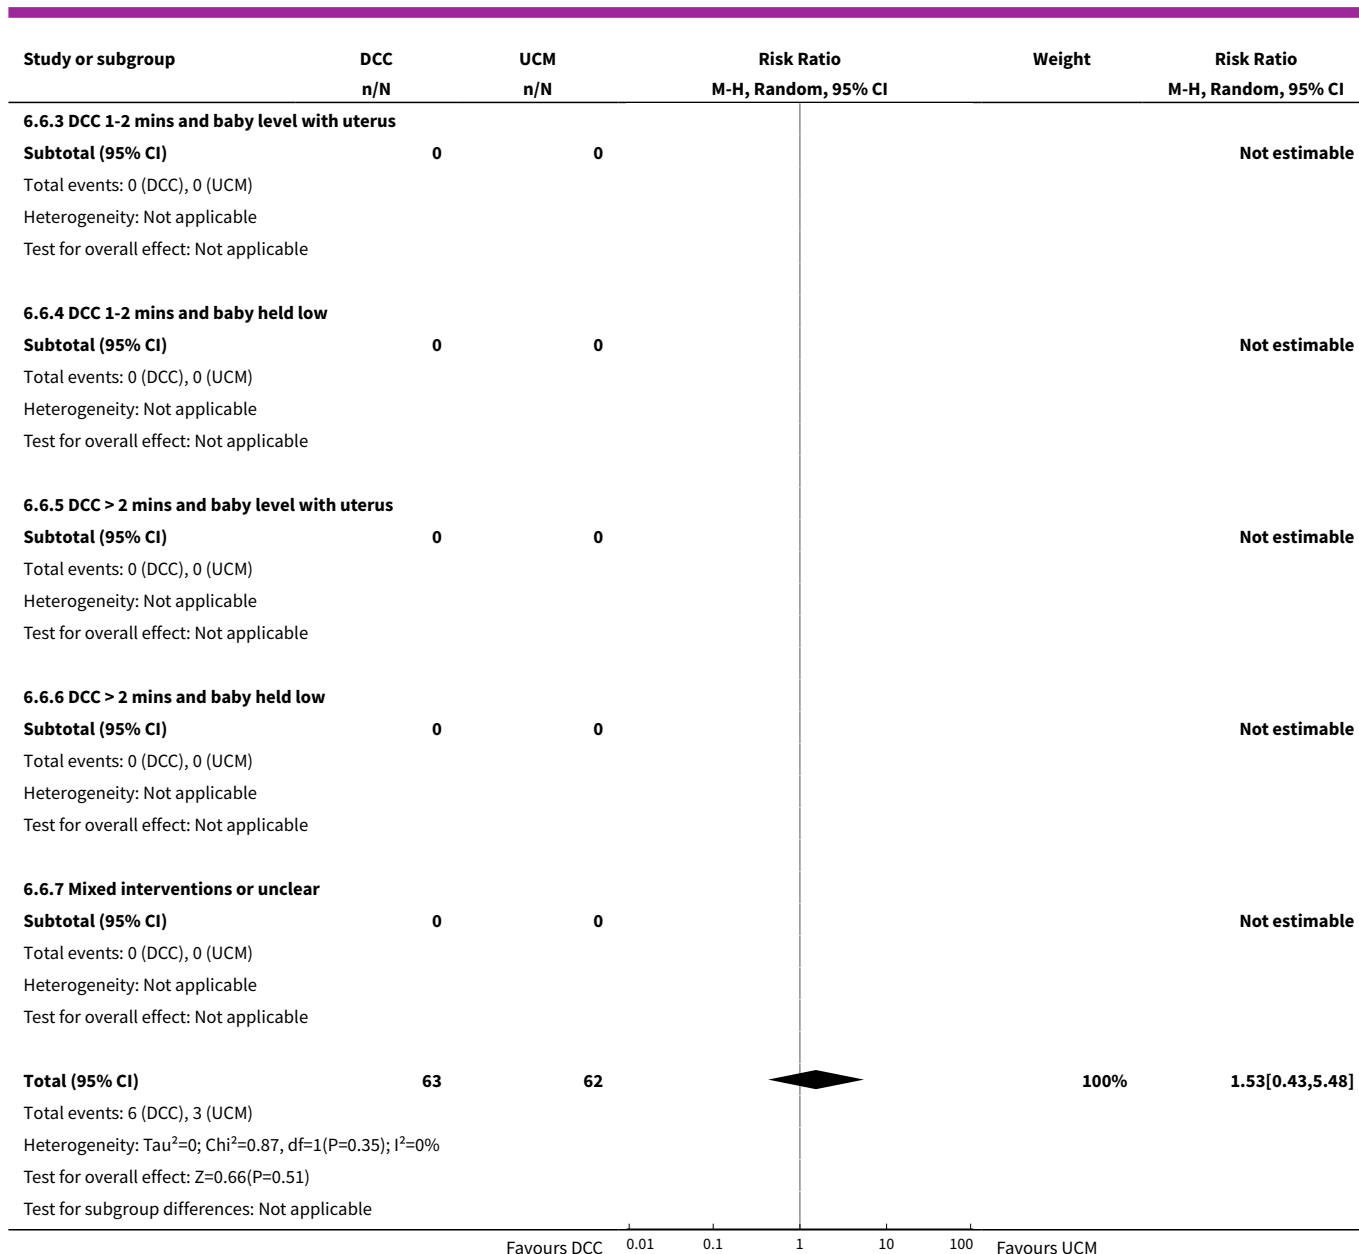 Study or subgroup DCC UCM Risk Ratio Weight Risk Ratio
n/N n/N M-H, Random, 95% CI M-H, Random, 95% CI
6.6.3 DCC 1-2 mins and baby level with uterus
Subtotal (95% CI) 0 0 Not estimable
Total events: 0 (DCC), 0 (UCM)
Heterogeneity: Not applicable
Test for overall effect: Not applicable
6.6.4 DCC 1-2 mins and baby held low
Subtotal (95% CI) 0 0 Not estimable
Total events: 0 (DCC), 0 (UCM)
Heterogeneity: Not applicable
Test for overall effect: Not applicable
6.6.5 DCC > 2 mins and baby level with uterus
Subtotal (95% CI) 0 0 Not estimable
Total events: 0 (DCC), 0 (UCM)
Heterogeneity: Not applicable
Test for overall effect: Not applicable
6.6.6 DCC > 2 mins and baby held low
Subtotal (95% CI) 0 0 Not estimable
Total events: 0 (DCC), 0 (UCM)
Heterogeneity: Not applicable
Test for overall effect: Not applicable
6.6.7 Mixed interventions or unclear
Subtotal (95% CI) 0 0 Not estimable
Total events: 0 (DCC), 0 (UCM)
Heterogeneity: Not applicable
Test for overall effect: Not applicable
Total (95% CI) 63 62 100% 1.53[0.43,5.48]
Total events: 6 (DCC), 3 (UCM)
Heterogeneity: Tau²=0; Chi²=0.87, df=1(P=0.35); I²=0%
Test for overall effect: Z=0.66(P=0.51)
Test for subgroup differences: Not applicable
Favours DCC 0.01 0.1 1 10 100 Favours UCM